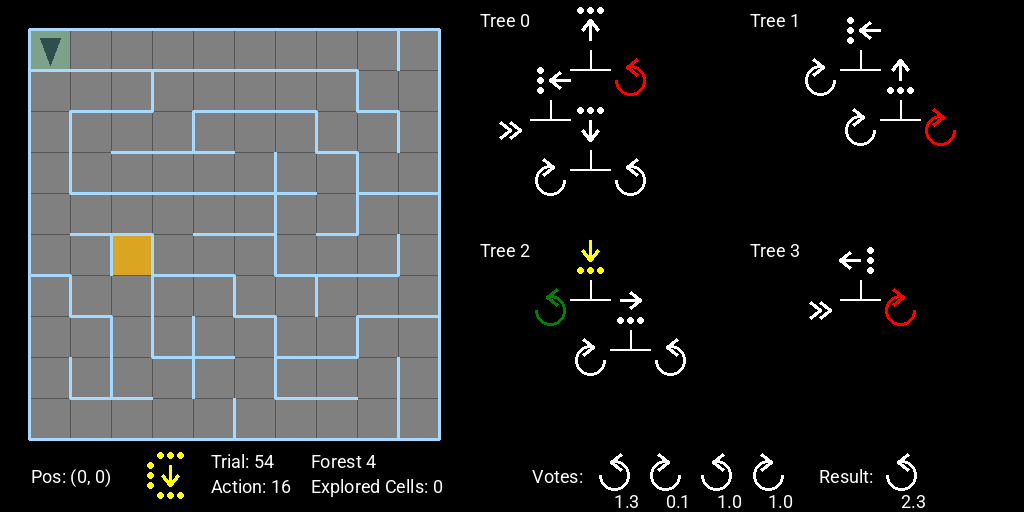 Tree 0
Tree 1
Tree 2
Tree 3
Pos: (0, 0)
Trial: 54
Forest 4
Action: 16
Explored Cells: 0
Votes:
1.3
0.1
1.0
1.0
Result:
2.3